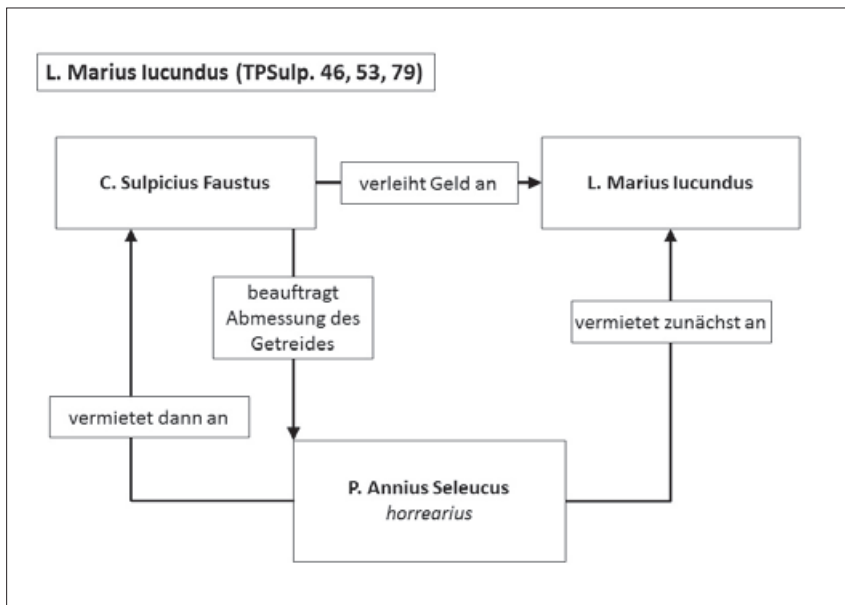 L. Marius Iucundus (TPSulp. 46, 53, 79)
C. Sulpicius Faustus
verleiht Geld an
L. Marius Iucundus
beauftragt
Abmessung des
Getreides
vermietet zunächst an
vermietet dann an
P. Annius Seleucus
horrearius